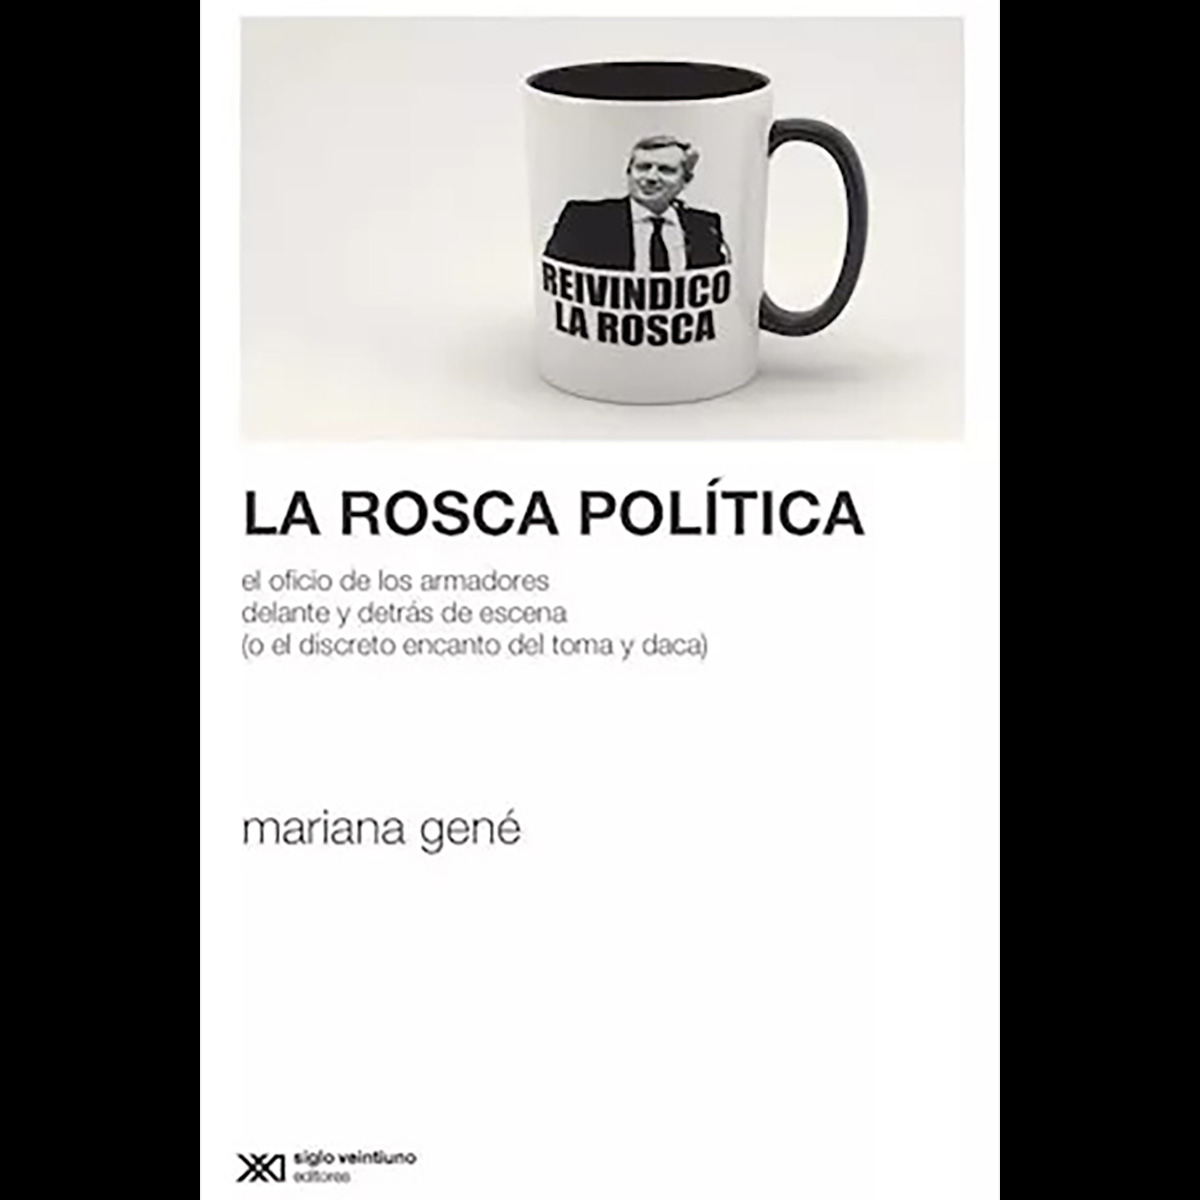 REIVINDICO
LA ROSCA
LA ROSCA POLÍTICA
el oficio de los armadores
delante y detrás de escena
(o el discreto encanto del toma y daca)
mariana gené
siglo veintiuno
editores